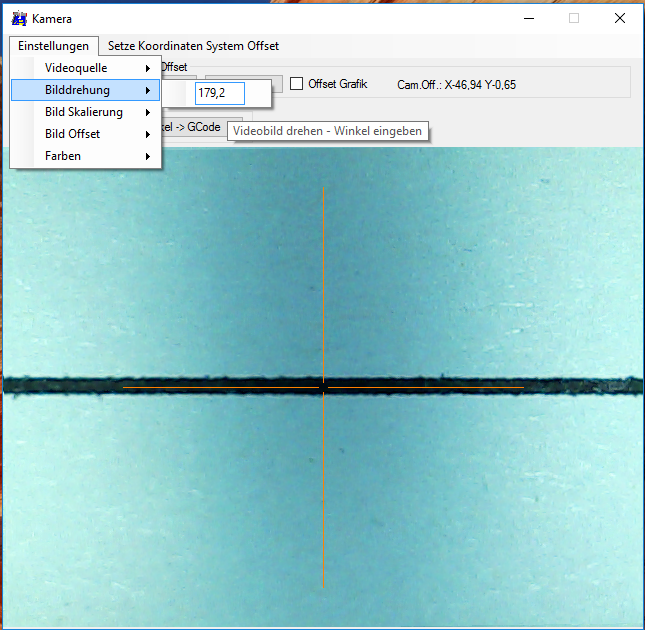 Kamera
Einstellungen Setze Koordinaten System Offset
Videoquelle
Offset
Bilddrehung
179,2
Offset Grafik
Cam.Off.: X-46,94 Y-0,65
Bild Skalierung
-> GCode
Videobild drehen - Winkel eingeben
Bild Offset
Farben